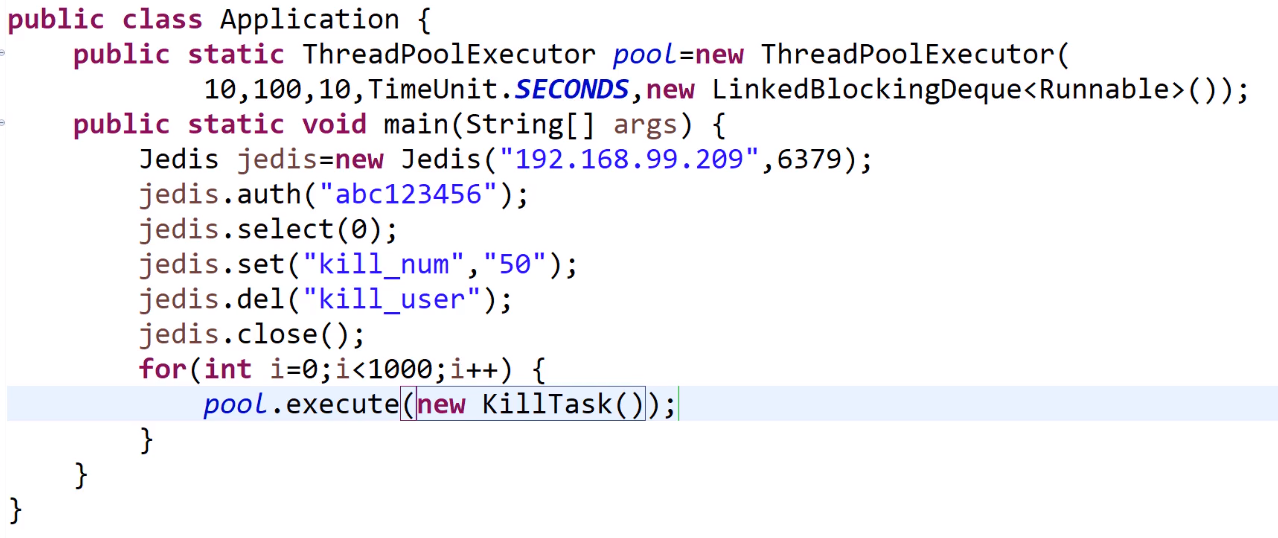 public class Application {
    public static ThreadPoolExecutor pool=new ThreadPoolExecutor(
            10,100,10,TimeUnit.SECONDS,new LinkedBlockingDeque<Runnable>());
    public static void main(String[] args) {
        Jedis jedis=new Jedis("192.168.99.209",6379);
        jedis.auth("abc123456");
        jedis.select(0);
        jedis.set("kill_num","50");
        jedis.del("kill_user");
        jedis.close();
        for(int i=0;i<1000;i++) {
            pool.execute(new KillTask());
        }
    }
}